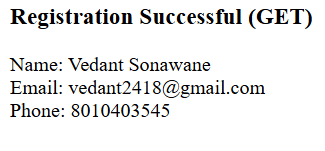 Registration Successful (GET)
Name: Vedant Sonawane
Email: vedant2418@gmail.com
Phone: 8010403545